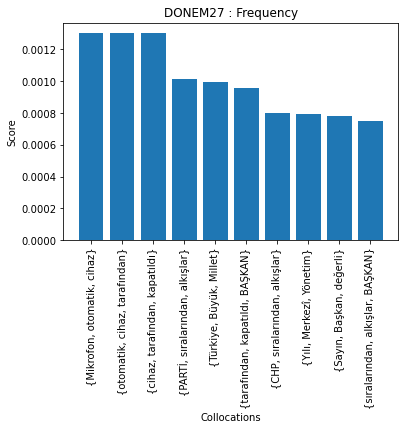 DONEM27 : Frequency
Score
0.0012
0.0010
0.0008
0.0006
0.0004
0.0002
0.0000
{Mikrofon, otomatik, cihaz}
{otomatik, cihaz, tarafından}
{cihaz, tarafından, kapatıldı}
{PARTİ, sıralarından, alkışlar}
{Türkiye, Büyük, Millet}
{tarafından, kapatıldı, BAŞKAN}
{CHP, sıralarından, alkışlar}
{Yılı, Merkezî, Yönetim}
{Sayın, Başkan, değerli}
{sıralarından, alkışlar, BAŞKAN}
Collocations